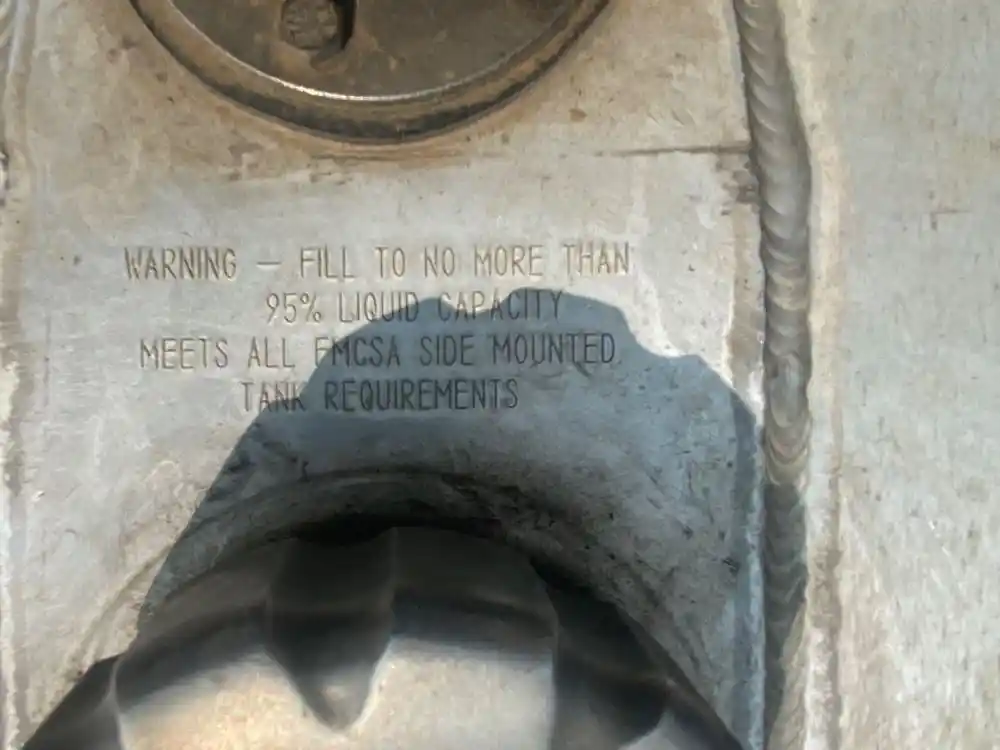 WARNING – FILL TO NO MORE THAN
95% LIQUID CAPACITY
MEETS ALL FMCSA SIDE MOUNTED
TANK REQUIREMENTS